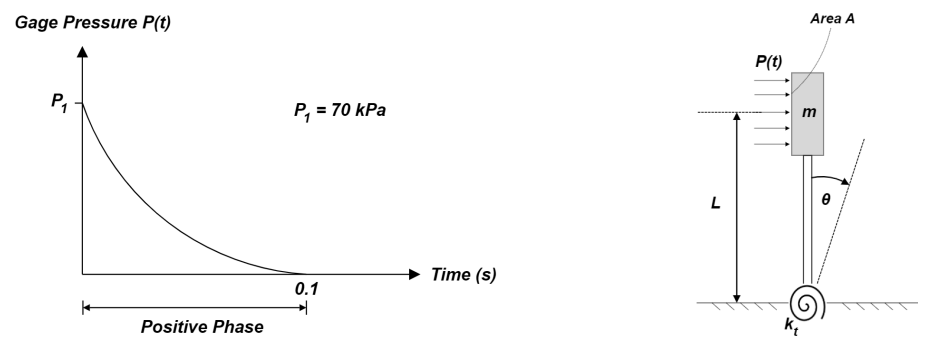 Gage Pressure P(t)
P1
P1 = 70 kPa
Time (s)
0.1
Positive Phase
Area A
P(t)
m
L
θ
kt